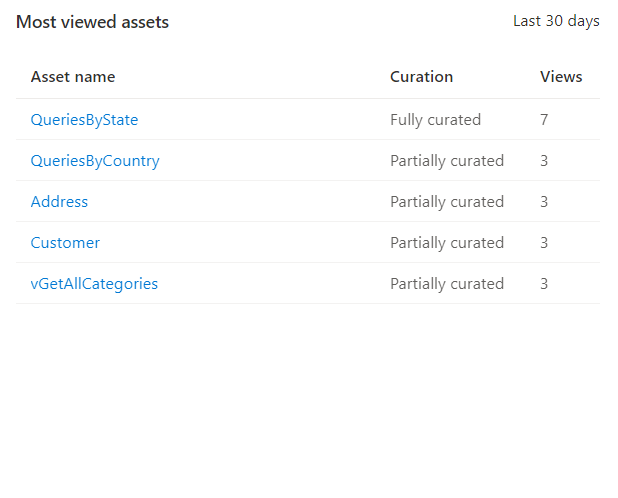 Most viewed assets Last 30 days
Asset name Curation Views
QueriesByState Fully curated 7
QueriesByCountry Partially curated 3
Address Partially curated 3
Customer Partially curated 3
vGetAllCategories Partially curated 3